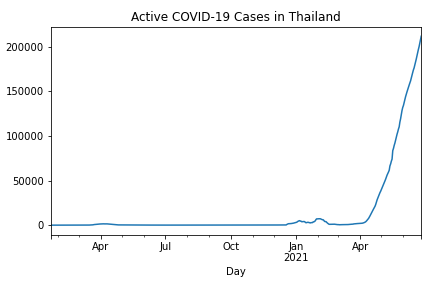 Active COVID-19 Cases in Thailand
200000
150000
100000
50000
0
Apr Jul Oct Jan Apr
2021
Day